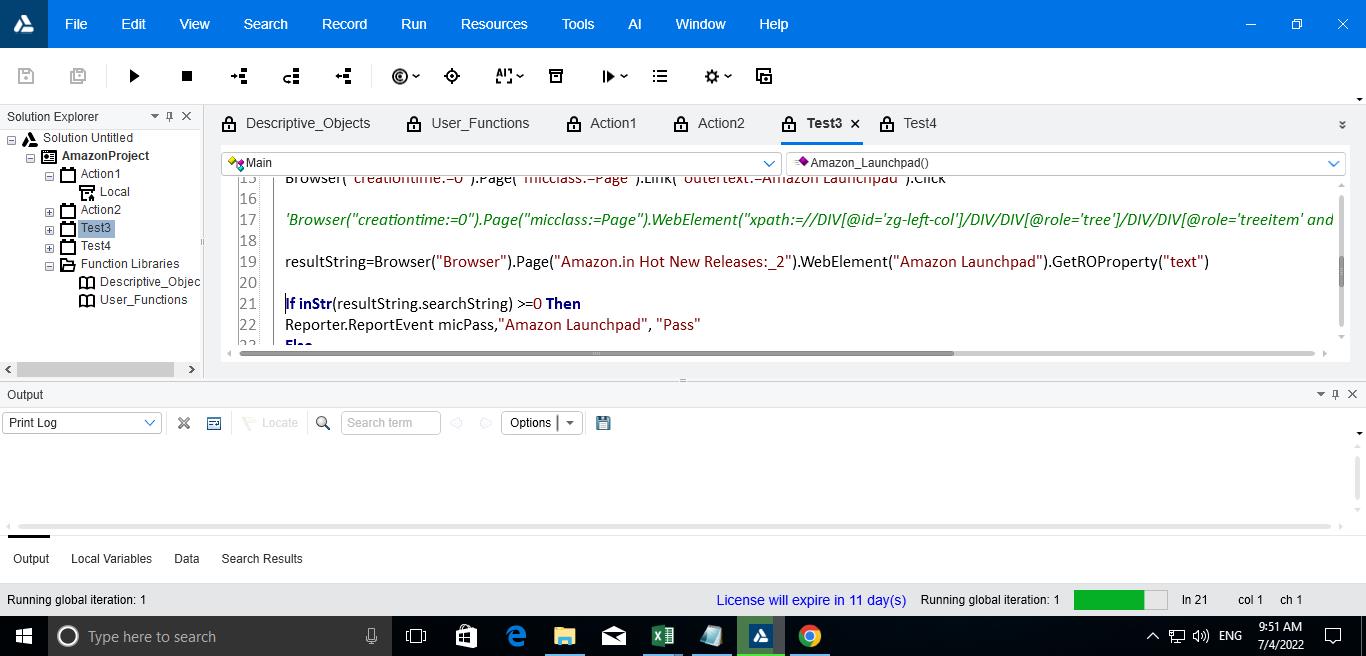 File Edit View Search Record Run Resources Tools AI Window Help
AI
Solution Explorer
Solution Untitled
AmazonProject
Action1
Local
Action2
Test3
Test4
Function Libraries
Descriptive_Objec
User_Functions
Descriptive_Objects User_Functions Action1 Action2 Test3 Test4
Main Amazon_Launchpad()
15 Browser("creationtime:=0").Page("micclass:=Page").Link("outertext:=Amazon Launchpad").Click
16
17 'Browser("creationtime:=0").Page("micclass:=Page").WebElement("xpath:=//DIV[@id='zg-left-col']/DIV/DIV[@role='tree']/DIV/DIV[@role='treeitem' and
18
19 resultString=Browser("Browser").Page("Amazon.in Hot New Releases:_2").WebElement("Amazon Launchpad").GetROProperty("text")
20
21 If inStr(resultString.searchString) >=0 Then
22 Reporter.ReportEvent micPass,"Amazon Launchpad", "Pass"
23 Else
Output
Print Log Locate Search term Options
Output Local Variables Data Search Results
Running global iteration: 1 License will expire in 11 day(s) Running global iteration: 1 ln 21 col 1 ch 1
Type here to search ENG 9:51 AM
7/4/2022